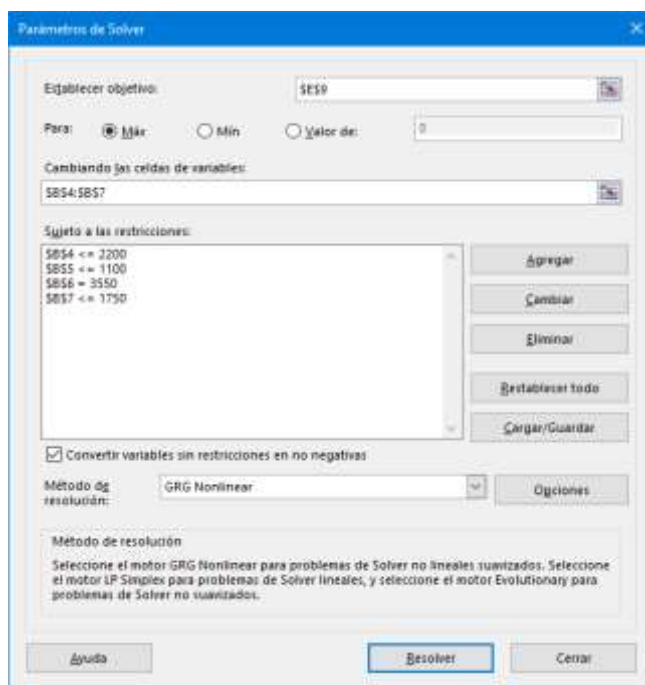 Parámetros de Solver
Establecer objetivo:
$E$9
Para:
Máx
Mín
Valor de:
0
Cambiando las celdas de variables:
$B$4:$B$7
Sujeto a las restricciones:
$B$4 <= 2200
$B$5 <= 1100
$B$6 = 3550
$B$7 <= 1750
Agregar
Cambiar
Eliminar
Restablecer todo
Cargar/Guardar
Convertir variables sin restricciones en no negativas
Método de
resolución:
GRG Nonlinear
Opciones
Método de resolución
Seleccione el motor GRG Nonlinear para problemas de Solver no lineales suavizados. Seleccione
el motor LP Simplex para problemas de Solver lineales, y seleccione el motor Evolutionary para
problemas de Solver no suavizados.
Ayuda
Resolver
Cerrar